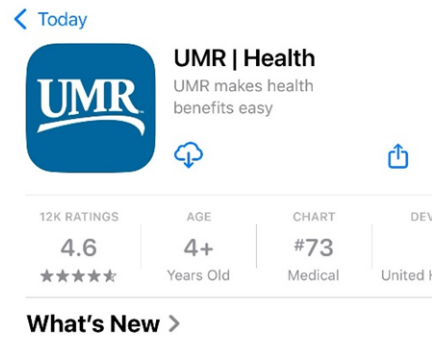 Today
UMR
UMR | Health
UMR makes health
benefits easy
12K RATINGS
AGE
CHART
4.6
4+
#73
Years Old
Medical
United
What's New